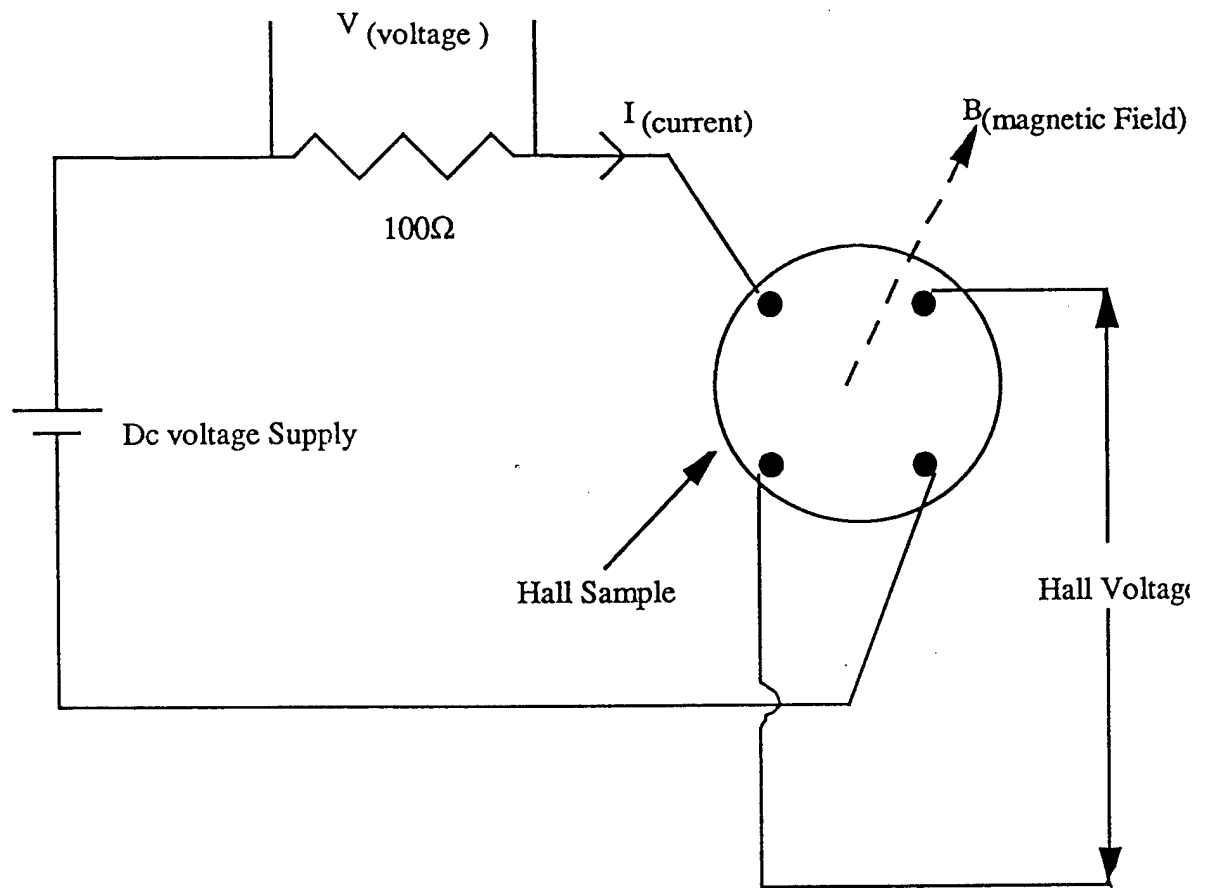 V (voltage )
I (current)
B(magnetic Field)
100Ω
Dc voltage Supply
Hall Sample
Hall Voltage